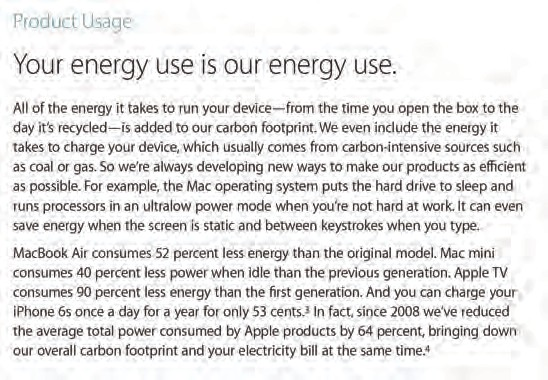 Product Usage
Your energy use is our energy use.
All of the energy it takes to run your device—from the time you open the box to the
day it's recycled—is added to our carbon footprint. We even include the energy it
takes to charge your device, which usually comes from carbon-intensive sources such
as coal or gas. So we're always developing new ways to make our products as efficient
as possible. For example, the Mac operating system puts the hard drive to sleep and
runs processors in an ultralow power mode when you're not hard at work. It can even
save energy when the screen is static and between keystrokes when you type.
MacBook Air consumes 52 percent less energy than the original model. Mac mini
consumes 40 percent less power when idle than the previous generation. Apple TV
consumes 90 percent less energy than the first generation. And you can charge your
iPhone 6s once a day for a year for only 53 cents.³ In fact, since 2008 we've reduced
the average total power consumed by Apple products by 64 percent, bringing down
our overall carbon footprint and your electricity bill at the same time.⁴